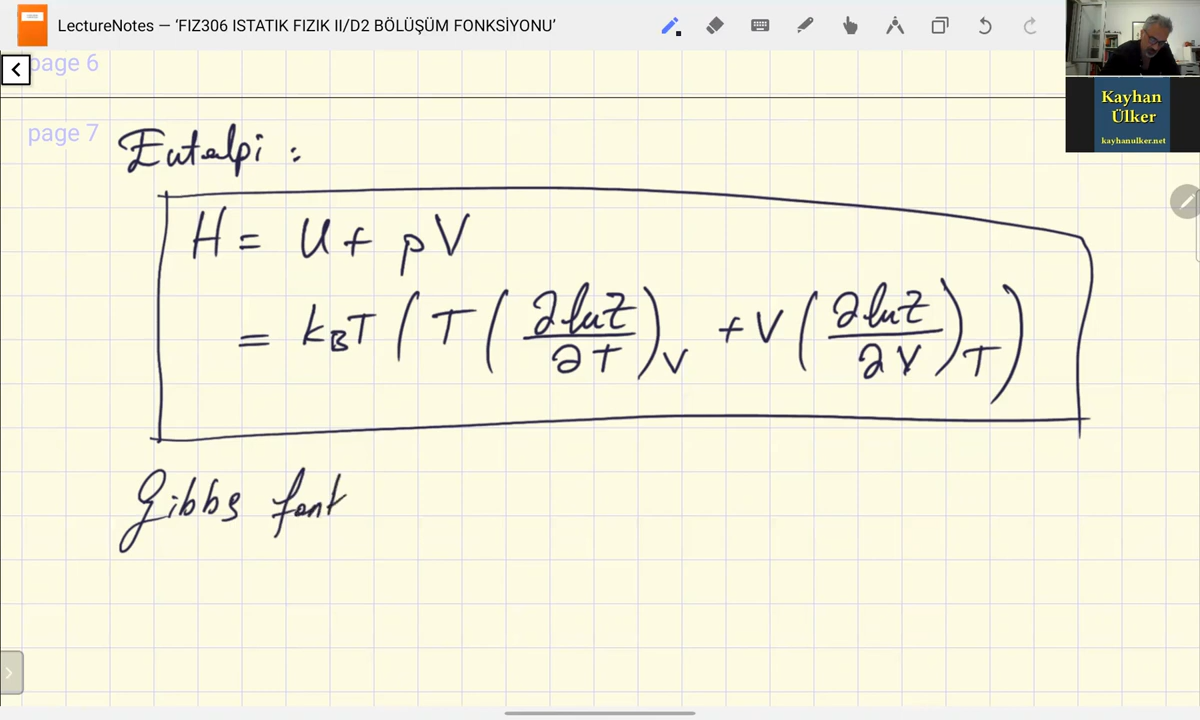 LectureNotes — ‘FIZ306 ISTATIK FIZIK II/D2 BÖLÜŞÜM FONKSİYONU’
Kayhan
Ülker
kayhanulker.net
page 6
page 7
Entalpi :
H = U + pV
= k_B T ( T ( ∂lnZ / ∂T )_V + V ( ∂lnZ / ∂V )_T )
Gibbs fonk